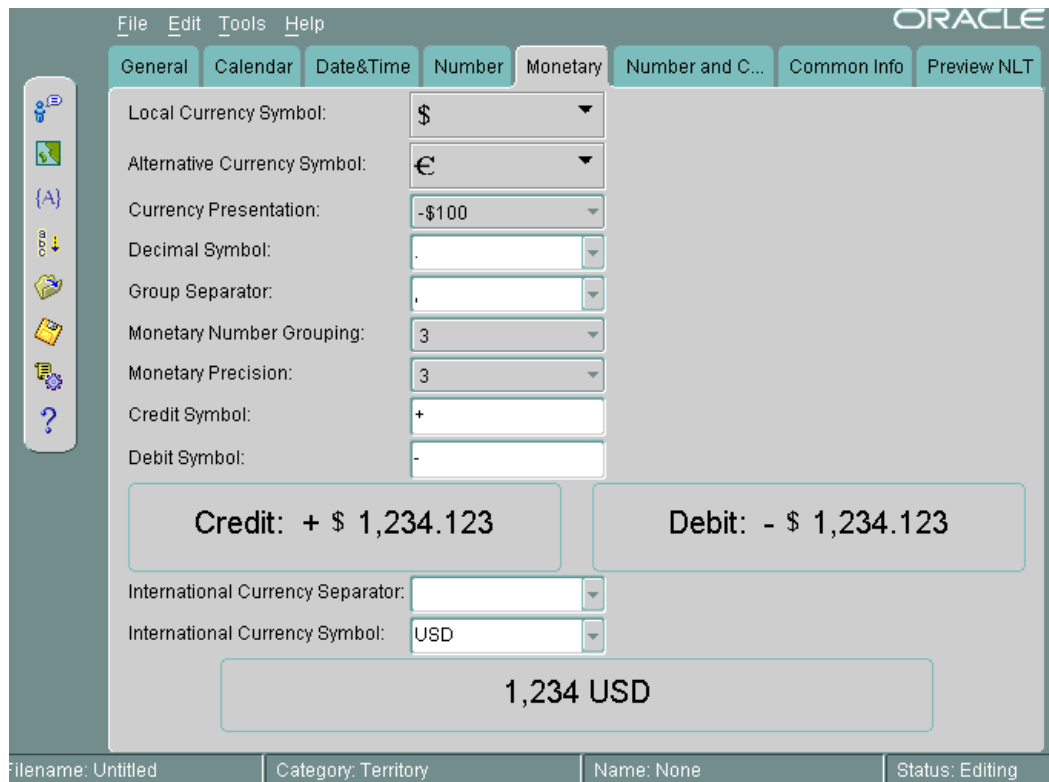 File Edit Tools Help
ORACLE
General Calendar Date&Time Number Monetary Number and C... Common Info Preview NLT
Local Currency Symbol: $
Alternative Currency Symbol: €
Currency Presentation: -$100
Decimal Symbol: .
Group Separator: ,
Monetary Number Grouping: 3
Monetary Precision: 3
Credit Symbol: +
Debit Symbol: -
Credit: + $ 1,234.123 Debit: - $ 1,234.123
International Currency Separator:
International Currency Symbol: USD
1,234 USD
Filename: Untitled Category: Territory Name: None Status: Editing
{A}
a
b
c
?